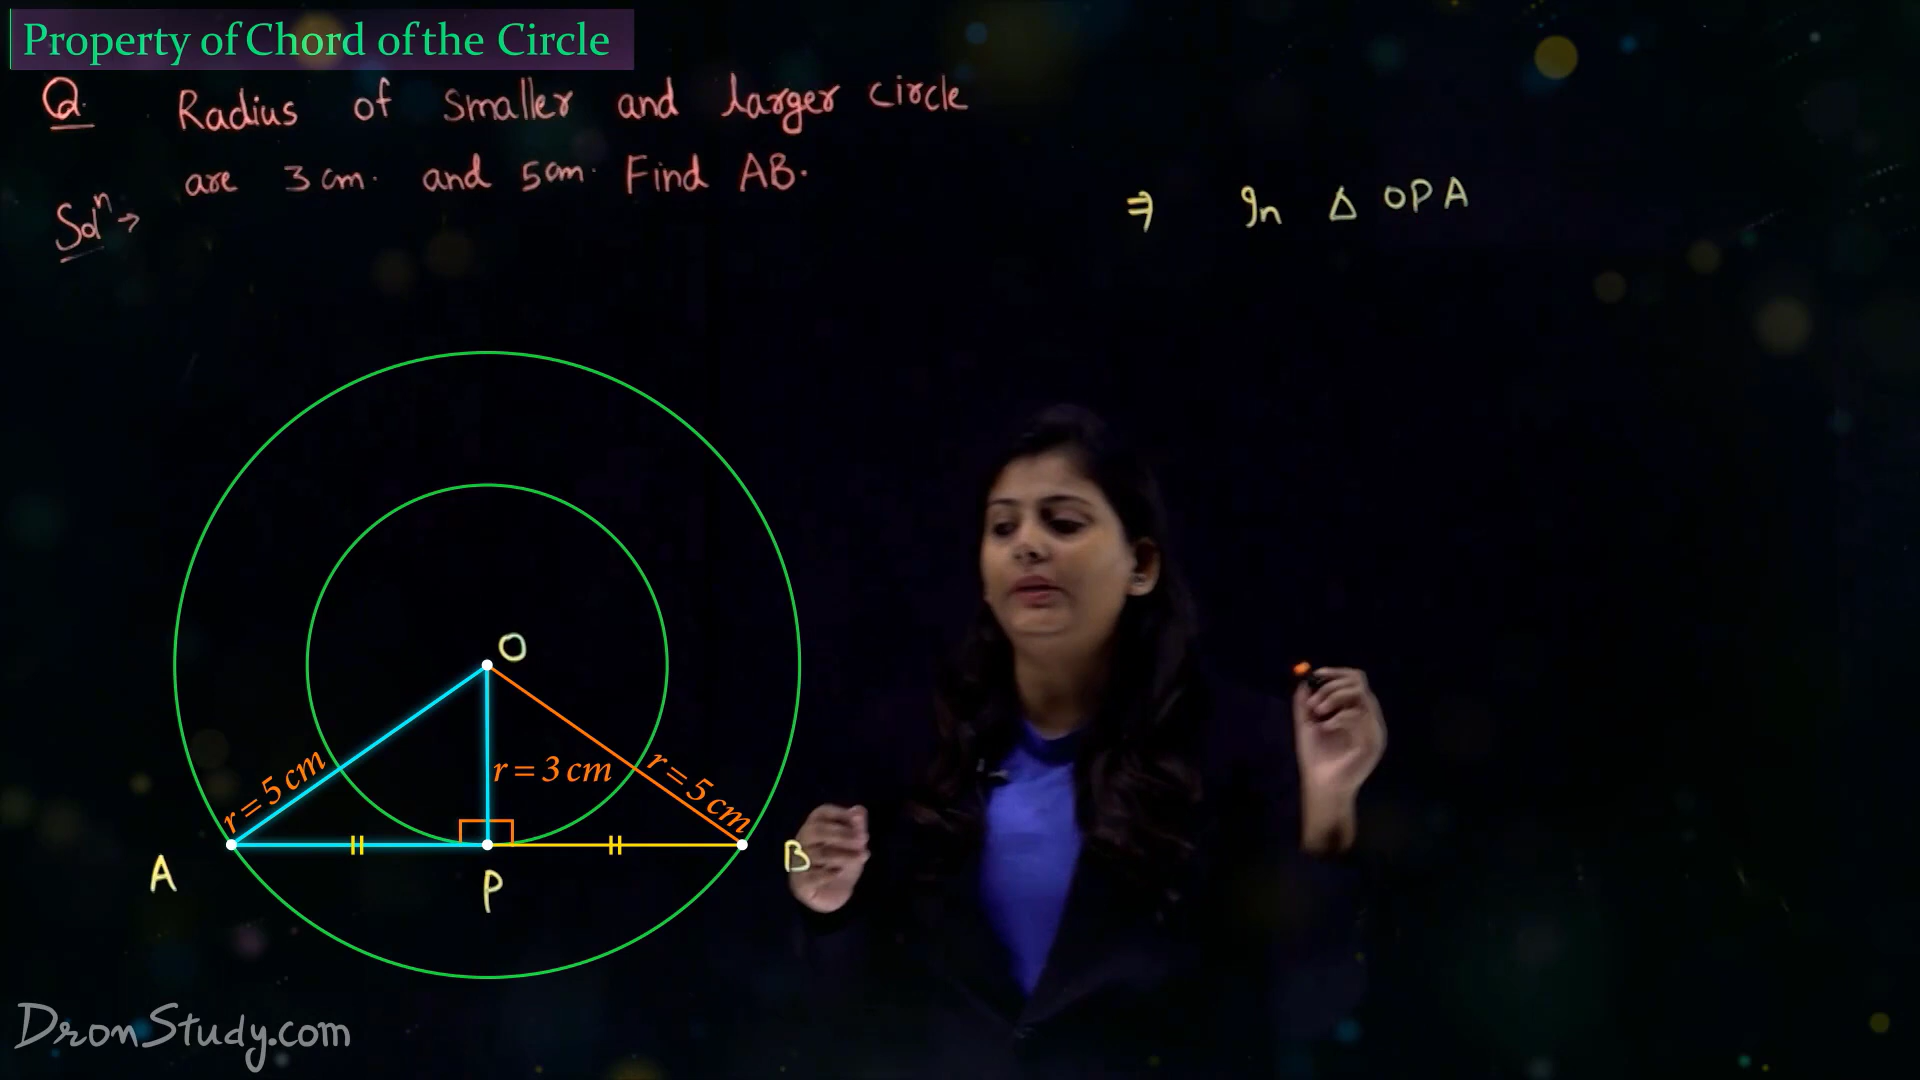 Property of Chord of the Circle
Q. Radius of smaller and larger circle
are 3 cm. and 5cm. Find AB.
Solⁿ →
⇒ In Δ OPA
O
r = 5 cm
r = 3 cm
r = 5 cm
A
P
B
DronStudy.com